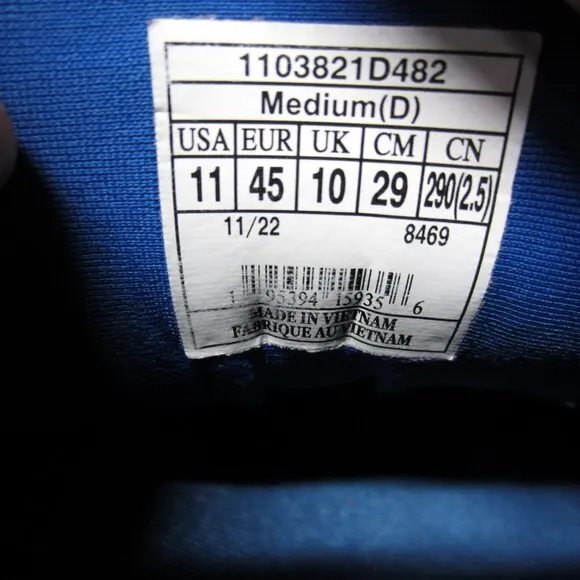 1103821D482
Medium(D)
USA EUR UK CM CN
11 45 10 29 290(2.5)
11/22 8469
1 95394 15935 6
MADE IN VIETNAM
FABRIQUE AU VIETNAM